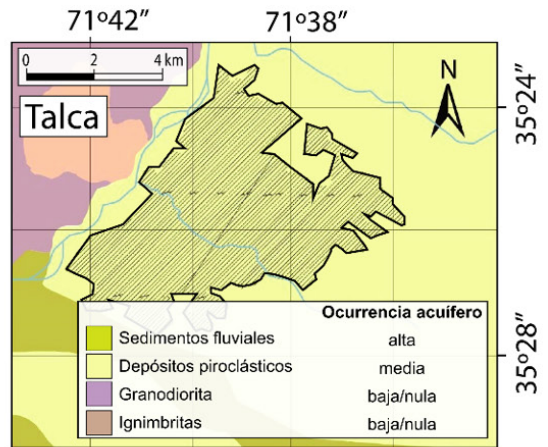 71º42” 71º38”
0 2 4 km
Talca
N
35º24”
35º28”
Ocurrencia acuífero
Sedimentos fluviales alta
Depósitos piroclásticos media
Granodiorita baja/nula
Ignimbritas baja/nula